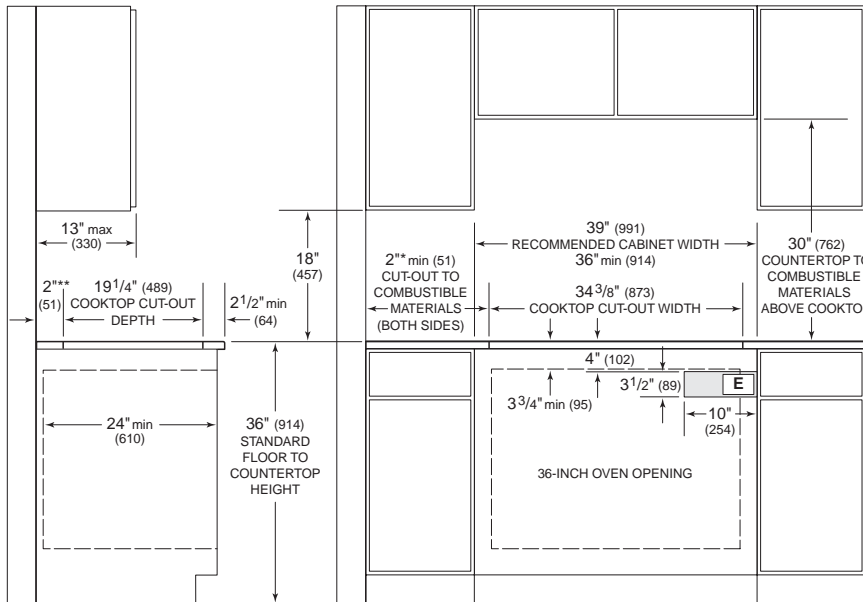 13" max
(330)
18"
(457)
2"**
(51)
19 1/4" (489)
COOKTOP CUT-OUT
DEPTH
2 1/2" min
(64)
24" min
(610)
36" (914)
STANDARD
FLOOR TO
COUNTERTOP
HEIGHT
39" (991)
RECOMMENDED CABINET WIDTH
36" min (914)
2"* min (51)
CUT-OUT TO
COMBUSTIBLE
MATERIALS
(BOTH SIDES)
34 3/8" (873)
COOKTOP CUT-OUT WIDTH
30" (762)
COUNTERTOP TO
COMBUSTIBLE
MATERIALS
ABOVE COOKTO
4" (102)
3 1/2" (89)
E
3 3/4" min (95)
10"
(254)
36-INCH OVEN OPENING